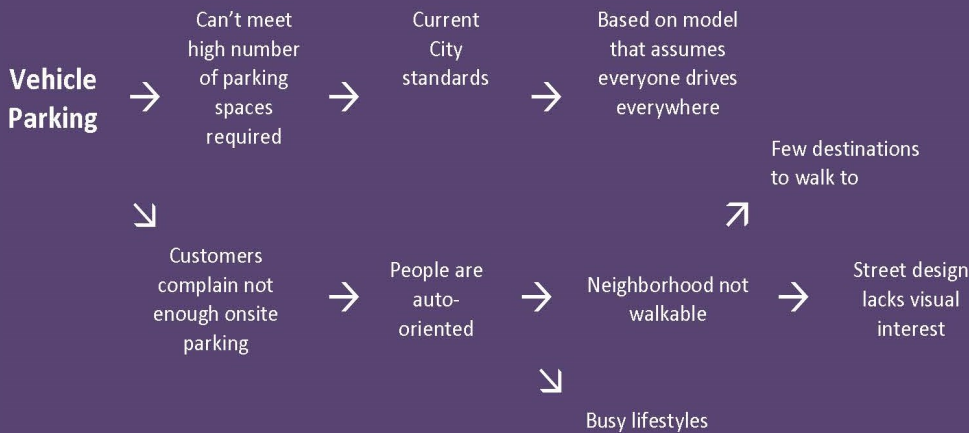 Vehicle
Parking
Can't meet
high number
of parking
spaces
required
Current
City
standards
Based on model
that assumes
everyone drives
everywhere
Few destinations
to walk to
Customers
complain not
enough onsite
parking
People are
auto-
oriented
Neighborhood not
walkable
Street design
lacks visual
interest
Busy lifestyles